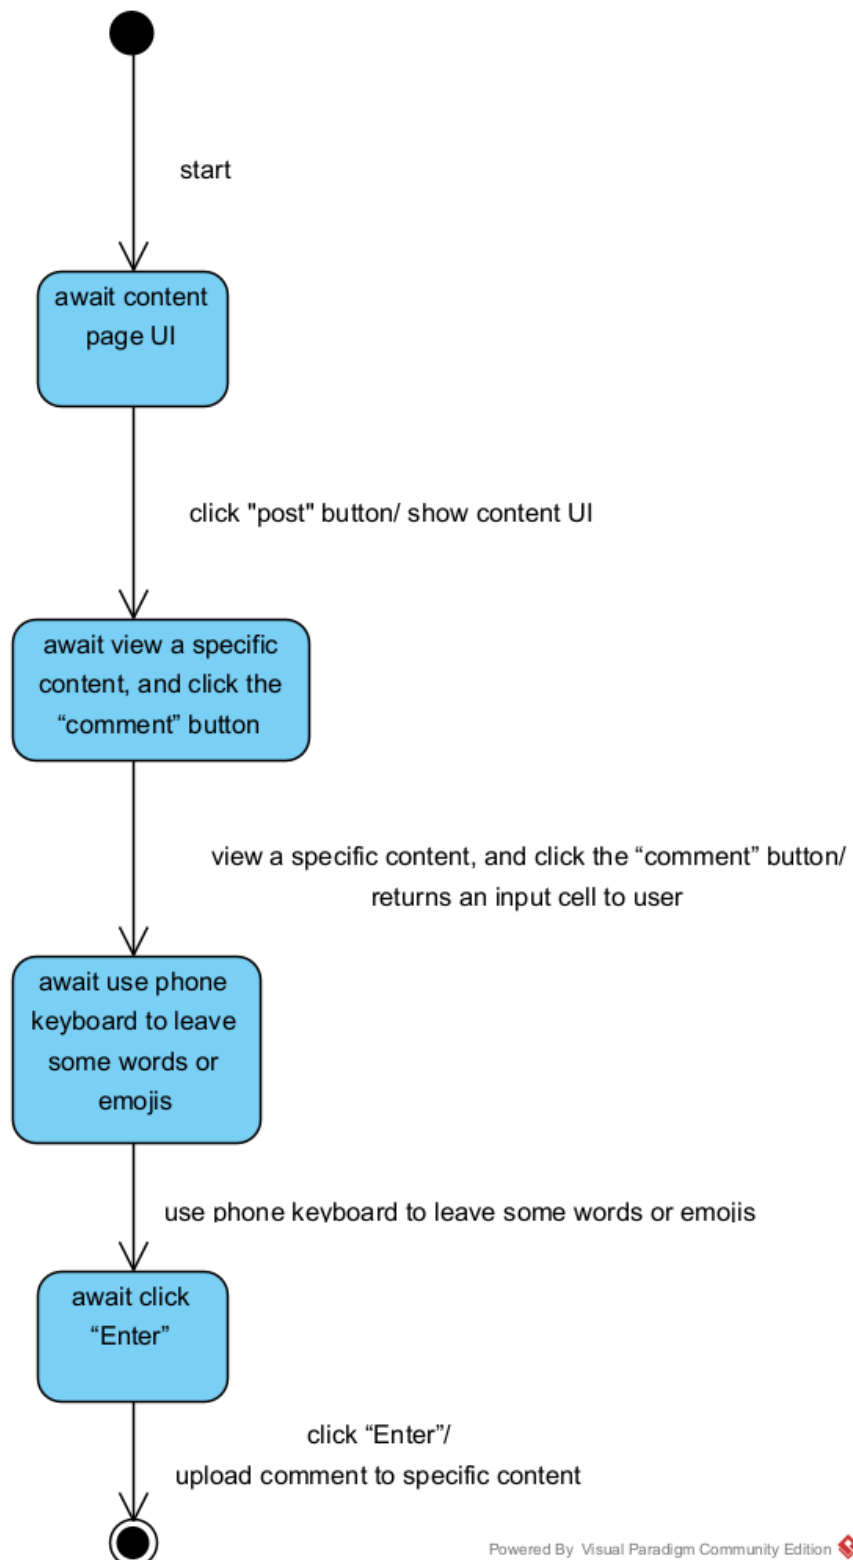 start
await content
page UI
click "post" button/ show content UI
await view a specific
content, and click the
“comment” button
view a specific content, and click the “comment” button/
returns an input cell to user
await use phone
keyboard to leave
some words or
emojis
use phone keyboard to leave some words or emojis
await click
“Enter”
click “Enter”/
upload comment to specific content
Powered By Visual Paradigm Community Edition